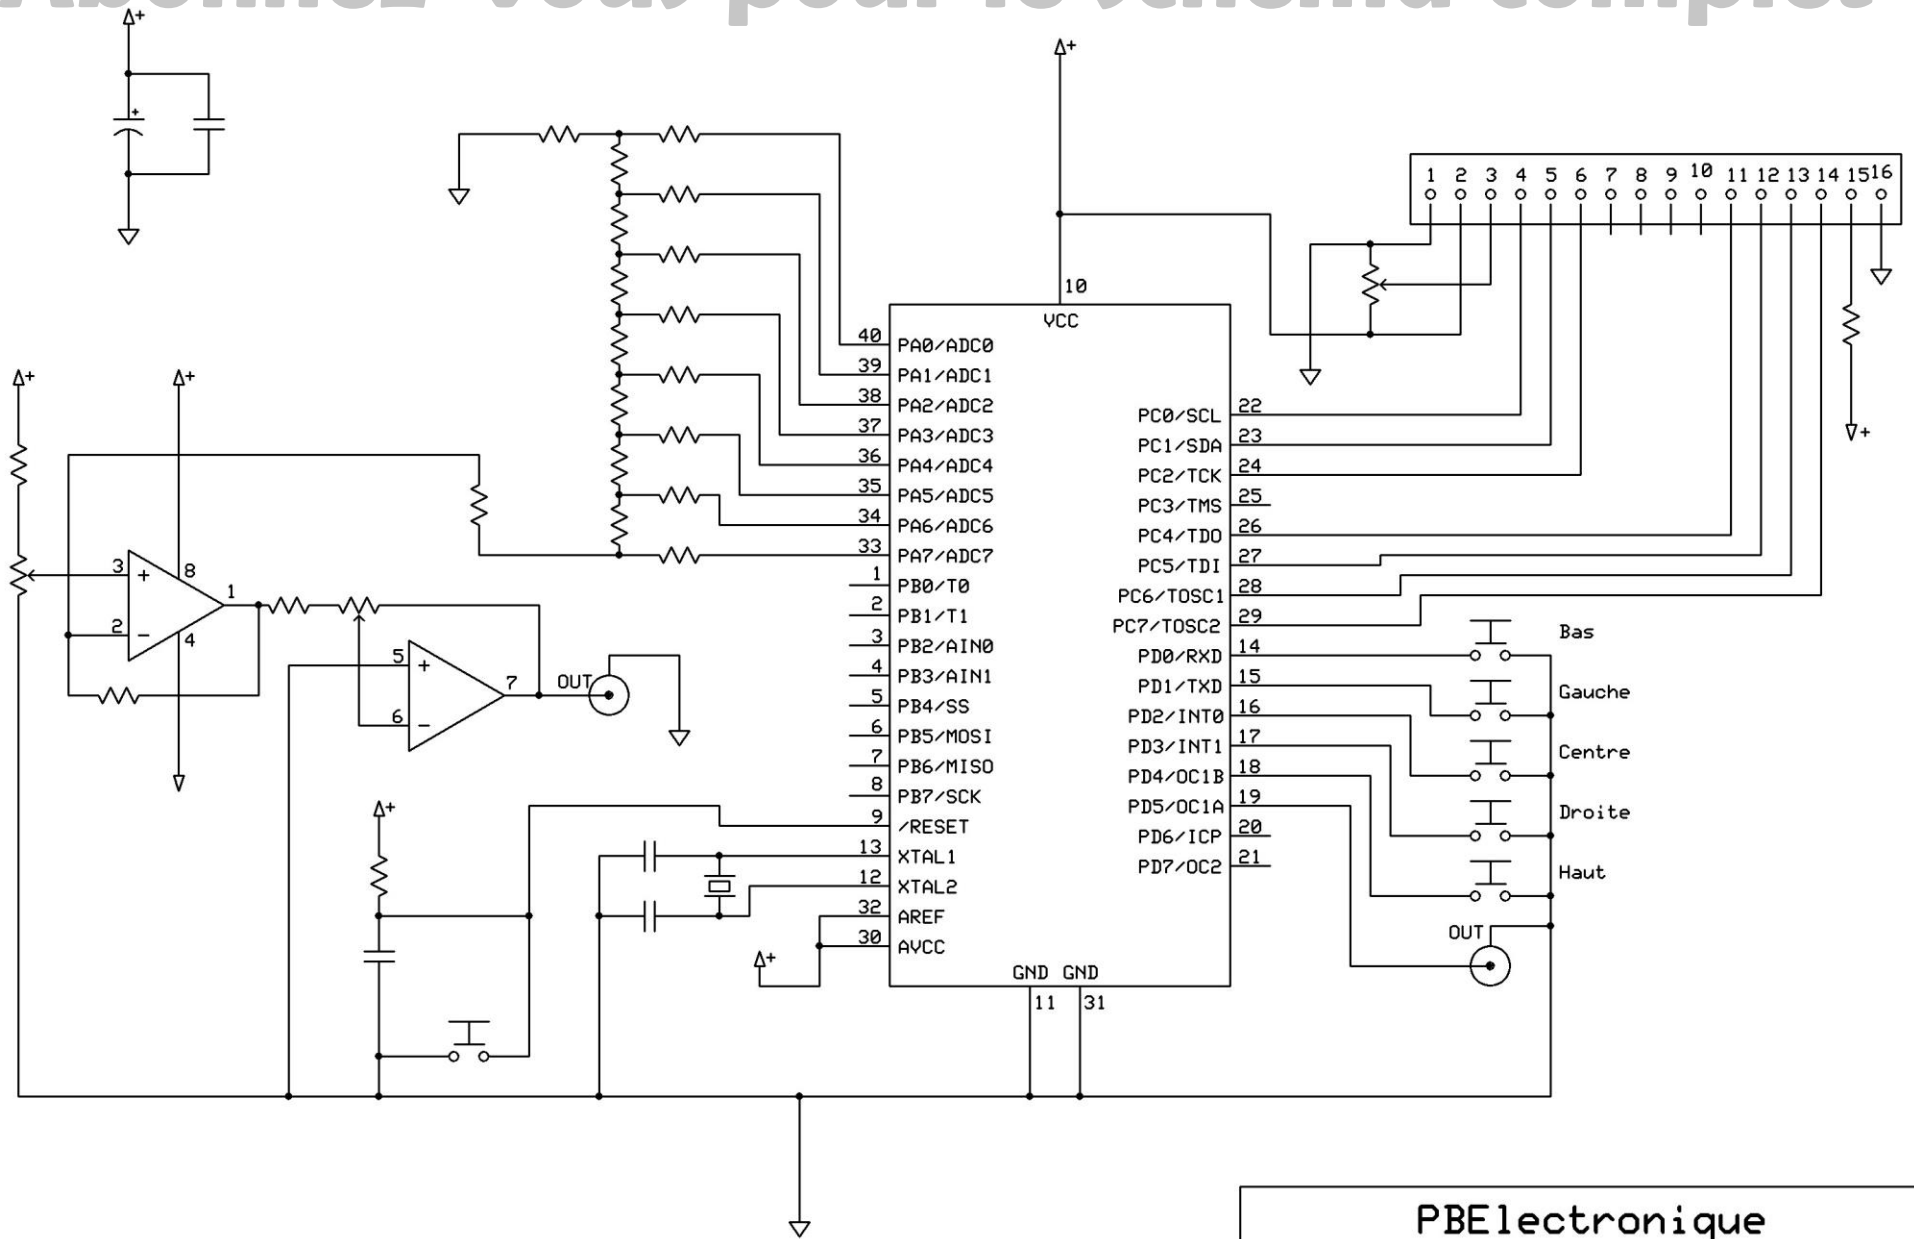 Abonnez-vous pour le schéma complet
+
+
+
1 2 3 4 5 6 7 8 9 10 11 12 13 14 15 16
10
VCC
+
+
+
+
40 PA0/ADC0
39 PA1/ADC1
38 PA2/ADC2
37 PA3/ADC3
36 PA4/ADC4
35 PA5/ADC5
34 PA6/ADC6
33 PA7/ADC7
1 PB0/T0
2 PB1/T1
3 PB2/AIN0
4 PB3/AIN1
5 PB4/SS
6 PB5/MOSI
7 PB6/MISO
8 PB7/SCK
9 /RESET
13 XTAL1
12 XTAL2
32 AREF
30 AVCC
PC0/SCL 22
PC1/SDA 23
PC2/TCK 24
PC3/TMS 25
PC4/TDO 26
PC5/TDI 27
PC6/TOSC1 28
PC7/TOSC2 29
PD0/RXD 14
PD1/TXD 15
PD2/INT0 16
PD3/INT1 17
PD4/OC1B 18
PD5/OC1A 19
PD6/ICP 20
PD7/OC2 21
GND GND
11 31
3 + 8
1
2 - 4
5 +
7
6 -
OUT
+
+
Bas
Gauche
Centre
Droite
Haut
OUT
PBElectronique